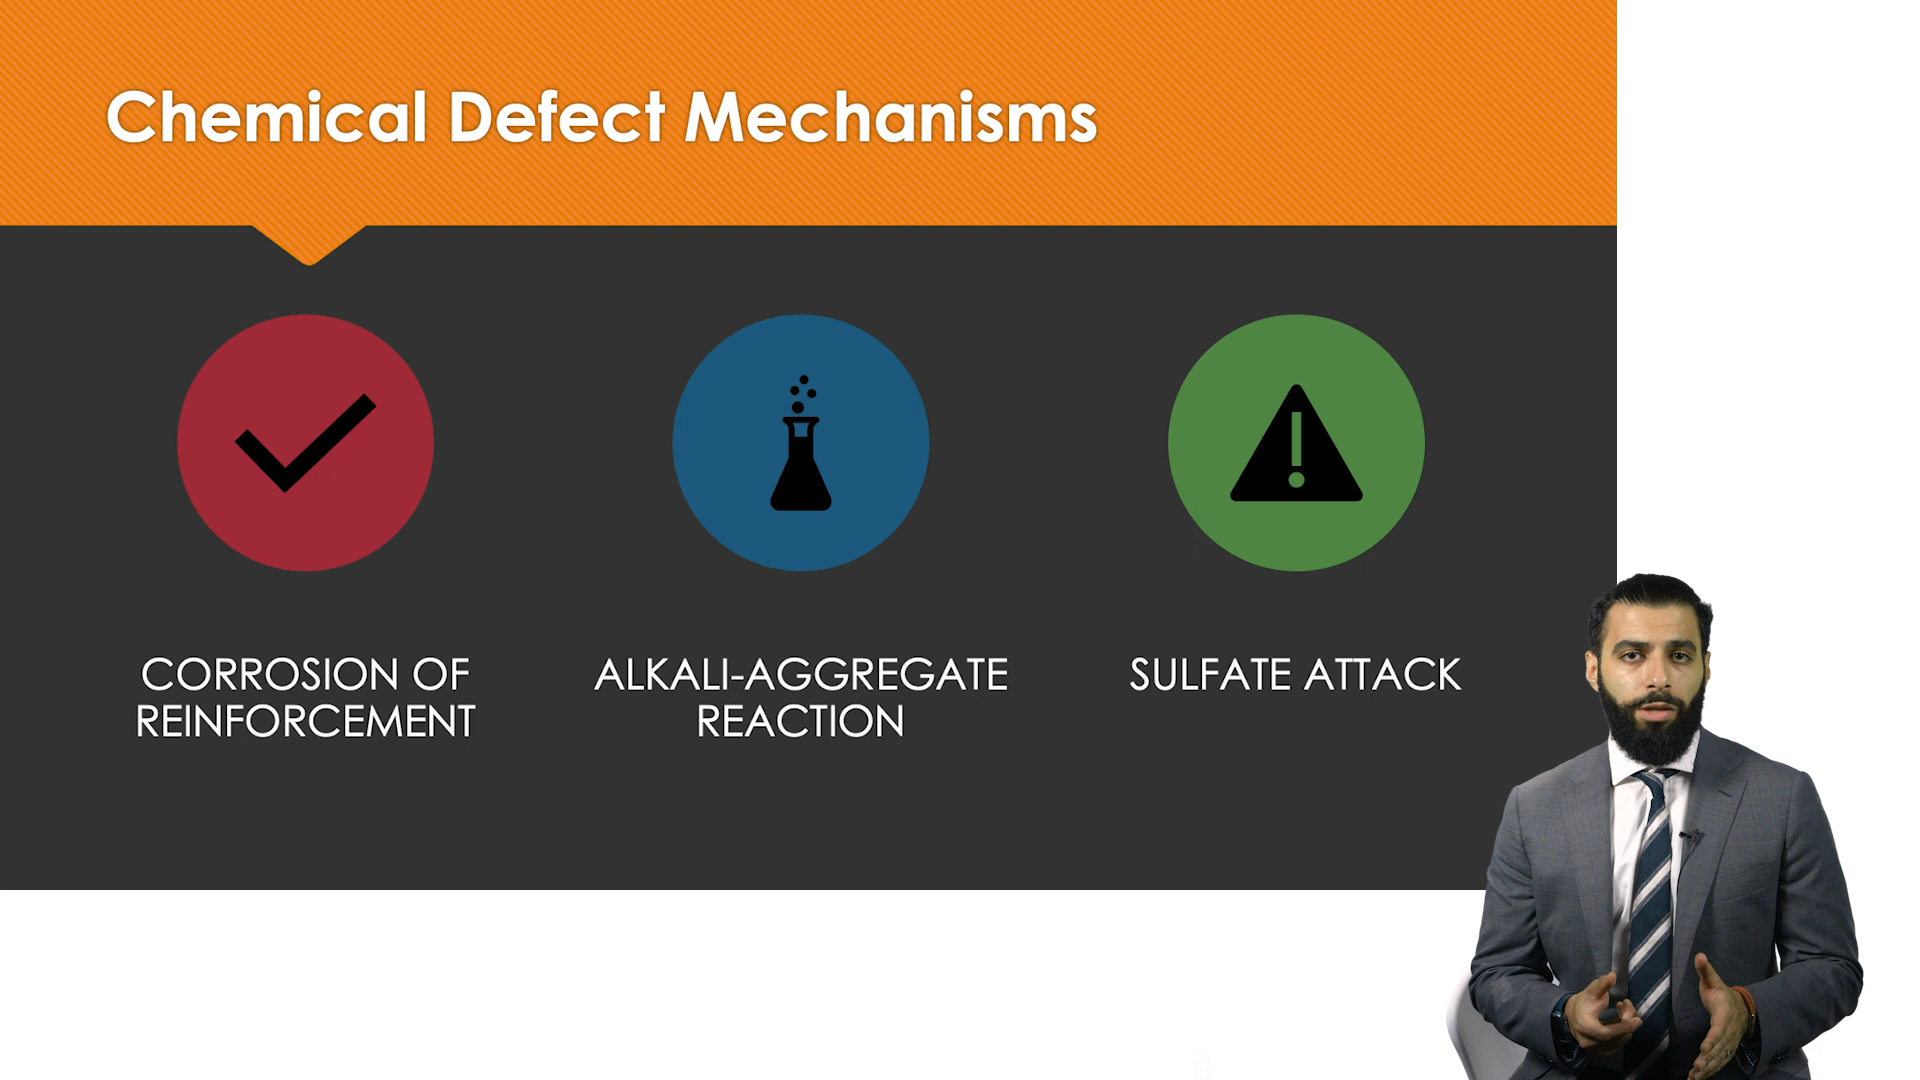 Chemical Defect Mechanisms
CORROSION OF
REINFORCEMENT
ALKALI-AGGREGATE
REACTION
SULFATE ATTACK